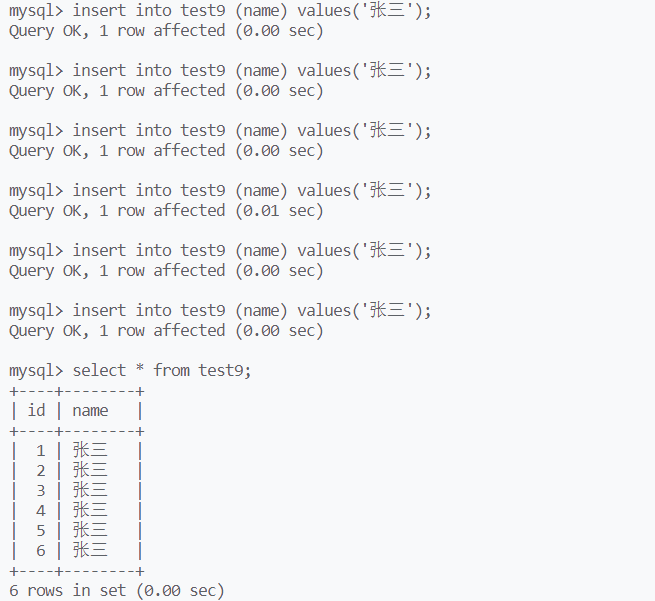 mysql> insert into test9 (name) values('张三');
Query OK, 1 row affected (0.00 sec)
mysql> insert into test9 (name) values('张三');
Query OK, 1 row affected (0.00 sec)
mysql> insert into test9 (name) values('张三');
Query OK, 1 row affected (0.00 sec)
mysql> insert into test9 (name) values('张三');
Query OK, 1 row affected (0.01 sec)
mysql> insert into test9 (name) values('张三');
Query OK, 1 row affected (0.00 sec)
mysql> insert into test9 (name) values('张三');
Query OK, 1 row affected (0.00 sec)
mysql> select * from test9;
+----+--------+
| id | name   |
+----+--------+
|  1 | 张三   |
|  2 | 张三   |
|  3 | 张三   |
|  4 | 张三   |
|  5 | 张三   |
|  6 | 张三   |
+----+--------+
6 rows in set (0.00 sec)